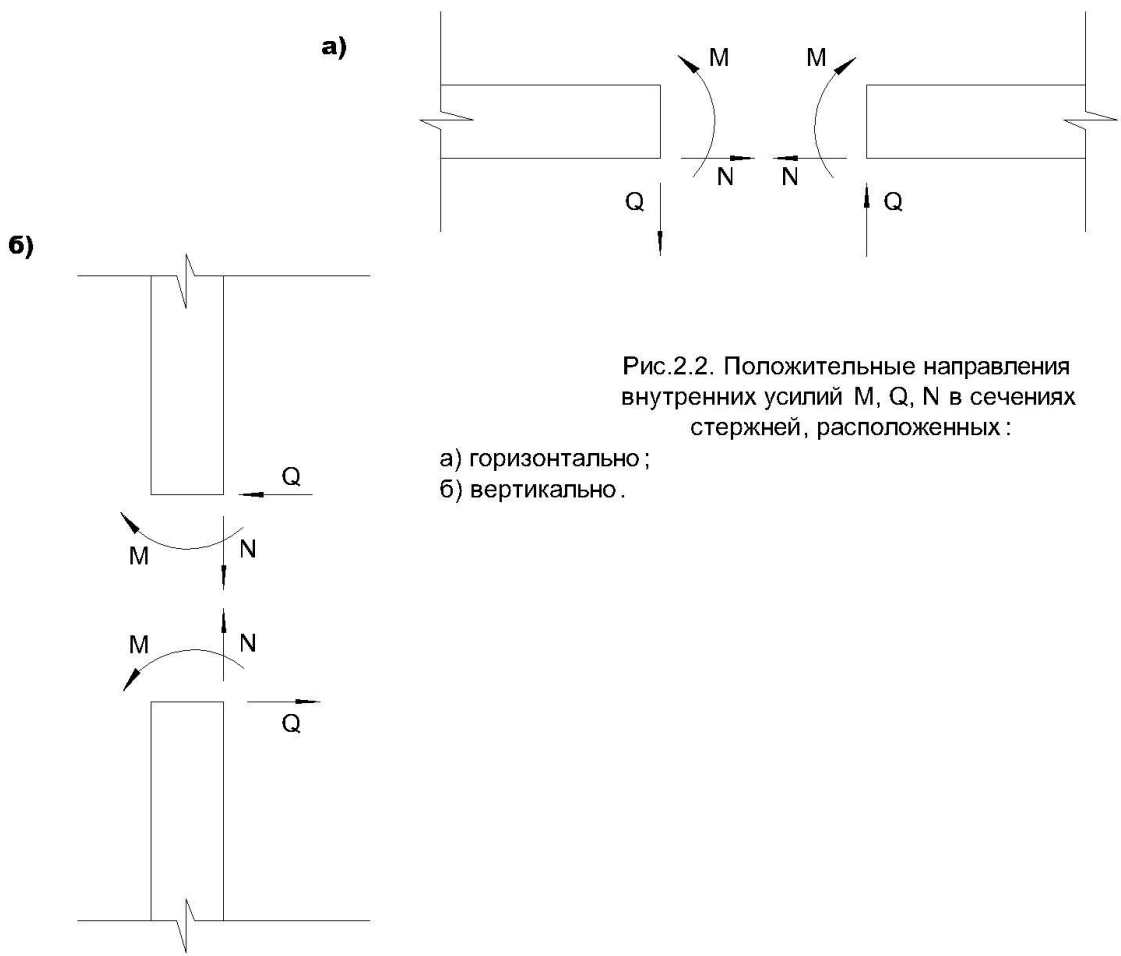 а)
M
M
N
N
Q
Q
б)
Рис.2.2. Положительные направления
внутренних усилий M, Q, N в сечениях
стержней, расположенных :
а) горизонтально ;
б) вертикально .
Q
M
N
M
N
Q